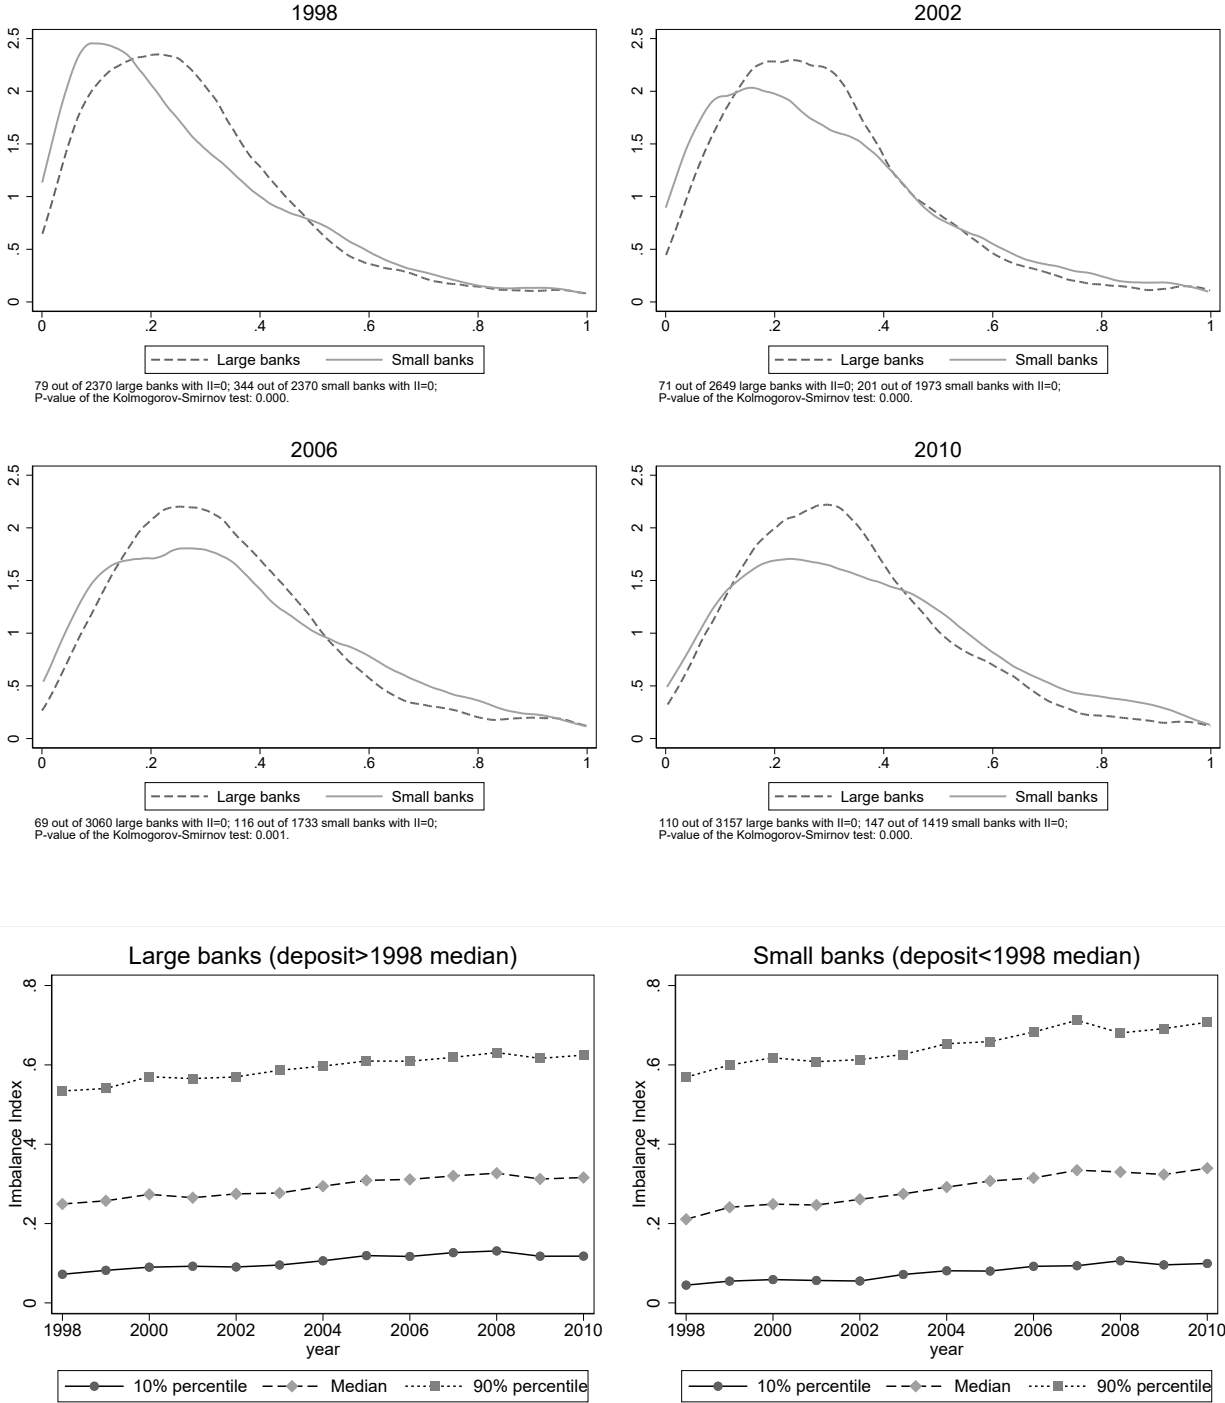 1998
2.5
2
1.5
1
.5
0
0 .2 .4 .6 .8 1
Large banks Small banks
79 out of 2370 large banks with II=0; 344 out of 2370 small banks with II=0;
P-value of the Kolmogorov-Smirnov test: 0.000.
2002
2.5
2
1.5
1
.5
0
0 .2 .4 .6 .8 1
Large banks Small banks
71 out of 2649 large banks with II=0; 201 out of 1973 small banks with II=0;
P-value of the Kolmogorov-Smirnov test: 0.000.
2006
2.5
2
1.5
1
.5
0
0 .2 .4 .6 .8 1
Large banks Small banks
69 out of 3060 large banks with II=0; 116 out of 1733 small banks with II=0;
P-value of the Kolmogorov-Smirnov test: 0.001.
2010
2.5
2
1.5
1
.5
0
0 .2 .4 .6 .8 1
Large banks Small banks
110 out of 3157 large banks with II=0; 147 out of 1419 small banks with II=0;
P-value of the Kolmogorov-Smirnov test: 0.000.
Large banks (deposit>1998 median)
Imbalance Index
.8
.6
.4
.2
0
1998 2000 2002 2004 2006 2008 2010
year
10% percentile Median 90% percentile
Small banks (deposit<1998 median)
Imbalance Index
.8
.6
.4
.2
0
1998 2000 2002 2004 2006 2008 2010
year
10% percentile Median 90% percentile